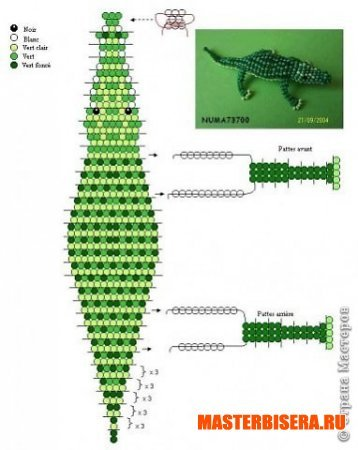 Noir
Blanc
Vert clair
Vert
Vert foncé
NUMA73700
21/09/2004
Pattes avant
Pattes arrière
x 3
x 3
x 3
x 3
x 3
© Страна Мастеров
MASTERBISERA.RU